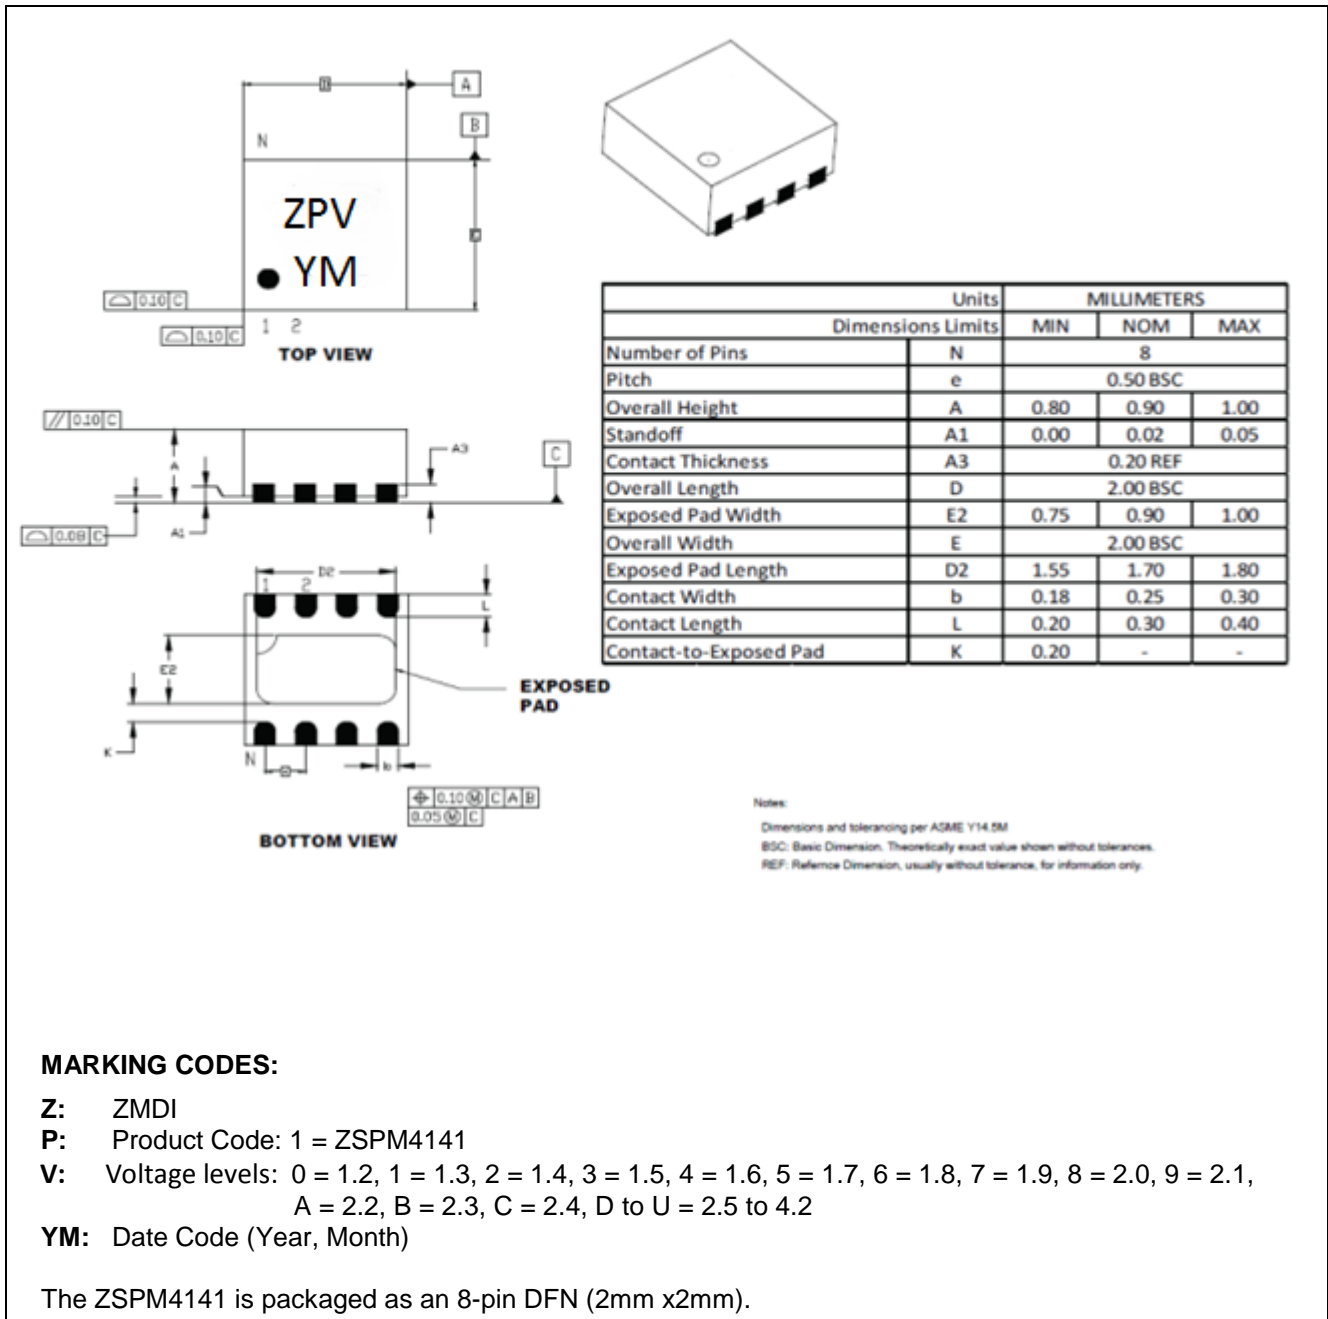 A
B
N
ZPV
YM
0.10 C
0.10 C
1 2
TOP VIEW
Units MILLIMETERS
Dimensions Limits MIN NOM MAX
Number of Pins N 8
Pitch e 0.50 BSC
Overall Height A 0.80 0.90 1.00
Standoff A1 0.00 0.02 0.05
Contact Thickness A3 0.20 REF
Overall Length D 2.00 BSC
Exposed Pad Width E2 0.75 0.90 1.00
Overall Width E 2.00 BSC
Exposed Pad Length D2 1.55 1.70 1.80
Contact Width b 0.18 0.25 0.30
Contact Length L 0.20 0.30 0.40
Contact-to-Exposed Pad K 0.20 - -
// 0.10 C
A
A3
C
0.08 C
A1
D2
1 2
L
E2
EXPOSED
PAD
K
N
b
0.10 Ⓜ C A B
0.05 Ⓜ C
BOTTOM VIEW
Notes:
Dimensions and tolerancing per ASME Y14.5M
BSC: Basic Dimension. Theoretically exact value shown without tolerances.
REF: Refernce Dimension, usually without tolerance, for information only.
MARKING CODES:
Z: ZMDI
P: Product Code: 1 = ZSPM4141
V: Voltage levels: 0 = 1.2, 1 = 1.3, 2 = 1.4, 3 = 1.5, 4 = 1.6, 5 = 1.7, 6 = 1.8, 7 = 1.9, 8 = 2.0, 9 = 2.1,
A = 2.2, B = 2.3, C = 2.4, D to U = 2.5 to 4.2
YM: Date Code (Year, Month)
The ZSPM4141 is packaged as an 8-pin DFN (2mm x2mm).